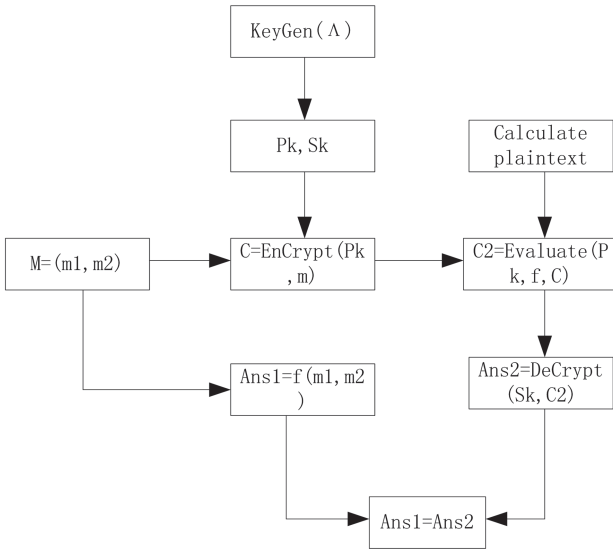 KeyGen(Λ)
Pk,Sk
Calculate
plaintext
M=(m1,m2)
C=EnCrypt(Pk
,m)
C2=Evaluate(P
k,f,C)
Ans1=f(m1,m2
)
Ans2=DeCrypt
(Sk,C2)
Ans1=Ans2